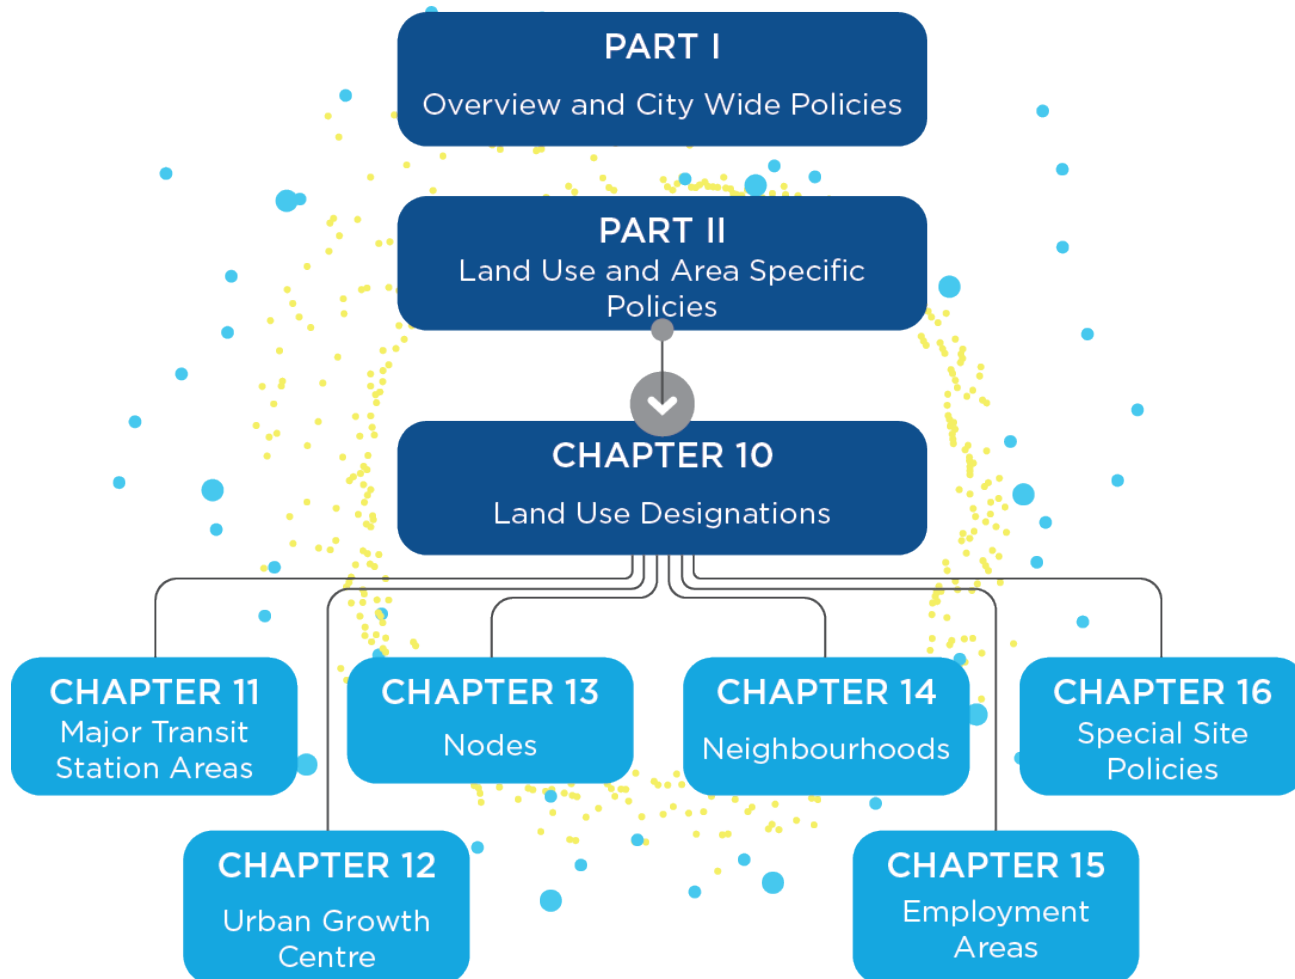 PART I
Overview and City Wide Policies
PART II
Land Use and Area Specific
Policies
CHAPTER 10
Land Use Designations
CHAPTER 11
Major Transit
Station Areas
CHAPTER 13
Nodes
CHAPTER 14
Neighbourhoods
CHAPTER 16
Special Site
Policies
CHAPTER 12
Urban Growth
Centre
CHAPTER 15
Employment
Areas